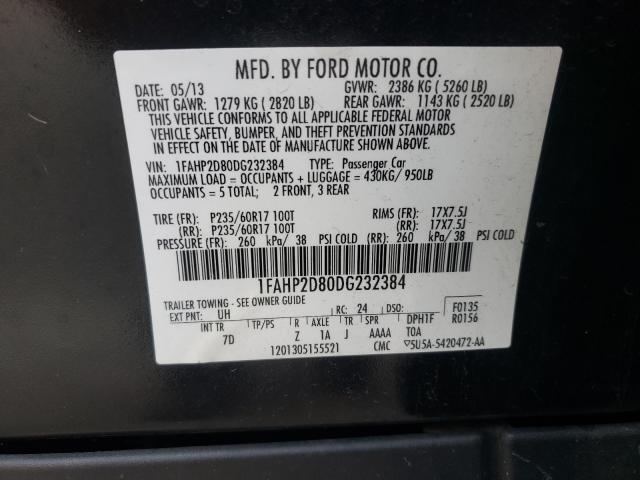 MFD. BY FORD MOTOR CO.
DATE: 05/13 GVWR: 2386 KG ( 5260 LB)
FRONT GAWR: 1279 KG ( 2820 LB) REAR GAWR: 1143 KG ( 2520 LB)
THIS VEHICLE CONFORMS TO ALL APPLICABLE FEDERAL MOTOR
VEHICLE SAFETY, BUMPER, AND THEFT PREVENTION STANDARDS
IN EFFECT ON THE DATE OF MANUFACTURE SHOWN ABOVE.
VIN: 1FAHP2D80DG232384 TYPE: Passenger Car
MAXIMUM LOAD = OCCUPANTS + LUGGAGE = 430KG/ 950LB
OCCUPANTS = 5 TOTAL; 2 FRONT, 3 REAR
TIRE (FR): P235/60R17 100T RIMS (FR): 17X7.5J
(RR): P235/60R17 100T (RR): 17X7.5J
PRESSURE (FR): 260 kPa/ 38 PSI COLD (RR): 260 kPa/ 38 PSI COLD
1FAHP2D80DG232384
TRAILER TOWING - SEE OWNER GUIDE
EXT PNT: UH RC: 24 DSO: F0135
INT TR TP/PS R AXLE TR SPR DPHTF R0156
7D Z 1A J AAAA TOA
1201305155521 CMC ▽5U5A-5420472-AA